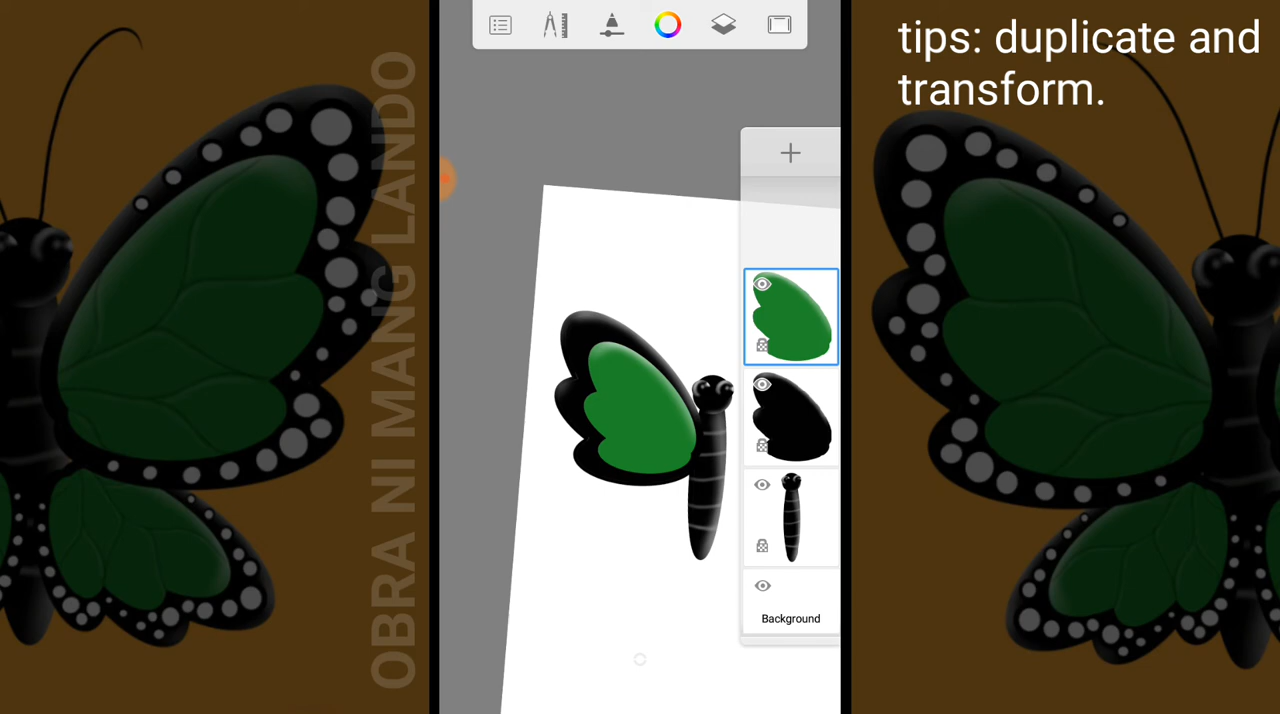 OBRA NI MANG LANDO
tips: duplicate and
transform.
Background